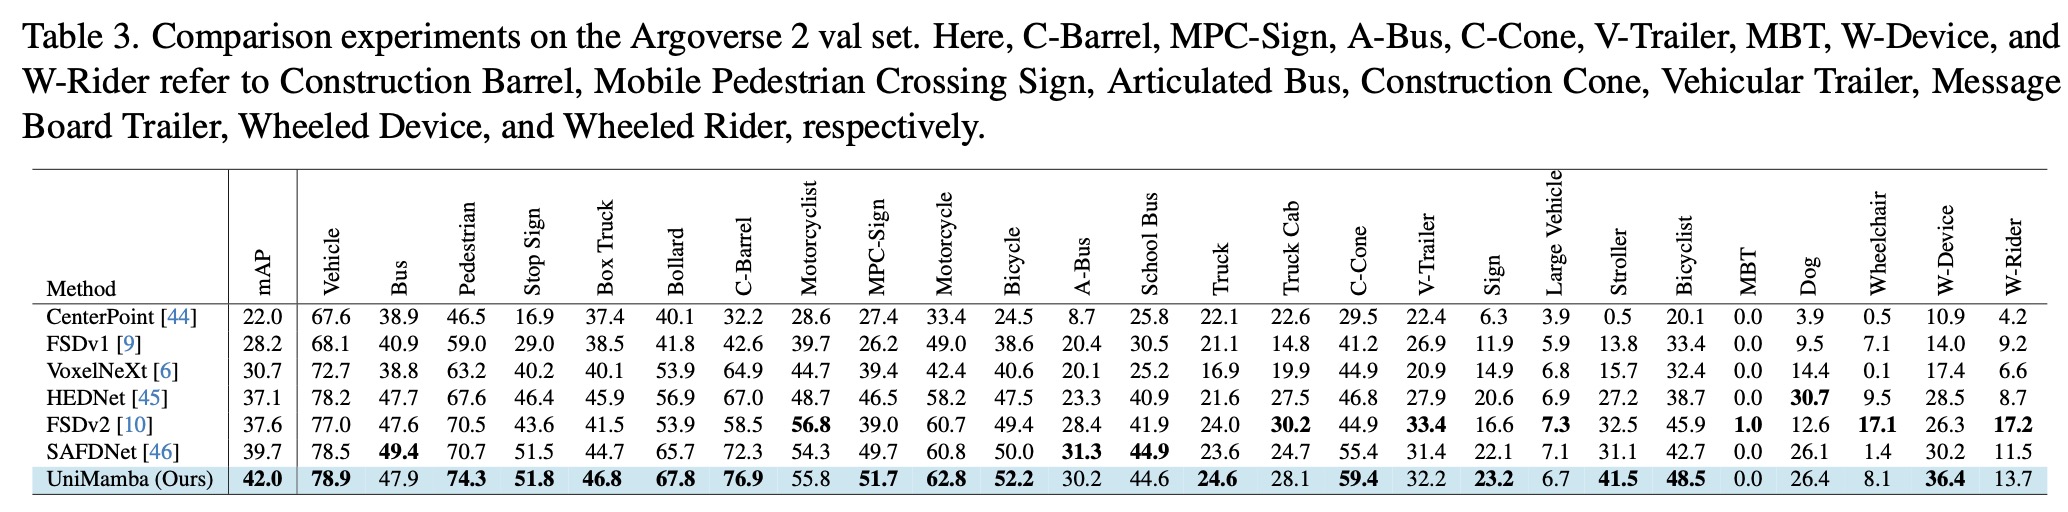 Table 3. Comparison experiments on the Argoverse 2 val set. Here, C-Barrel, MPC-Sign, A-Bus, C-Cone, V-Trailer, MBT, W-Device, and
W-Rider refer to Construction Barrel, Mobile Pedestrian Crossing Sign, Articulated Bus, Construction Cone, Vehicular Trailer, Message
Board Trailer, Wheeled Device, and Wheeled Rider, respectively.
Method mAP Vehicle Bus Pedestrian Stop Sign Box Truck Bollard C-Barrel Motorcyclist MPC-Sign Motorcycle Bicycle A-Bus School Bus Truck Truck Cab C-Cone V-Trailer Sign Large Vehicle Stroller Bicyclist MBT Dog Wheelchair W-Device W-Rider
CenterPoint [44] 22.0 67.6 38.9 46.5 16.9 37.4 40.1 32.2 28.6 27.4 33.4 24.5 8.7 25.8 22.1 22.6 29.5 22.4 6.3 3.9 0.5 20.1 0.0 3.9 0.5 10.9 4.2
FSDv1 [9] 28.2 68.1 40.9 59.0 29.0 38.5 41.8 42.6 39.7 26.2 49.0 38.6 20.4 30.5 21.1 14.8 41.2 26.9 11.9 5.9 13.8 33.4 0.0 9.5 7.1 14.0 9.2
VoxelNeXt [6] 30.7 72.7 38.8 63.2 40.2 40.1 53.9 64.9 44.7 39.4 42.4 40.6 20.1 25.2 16.9 19.9 44.9 20.9 14.9 6.8 15.7 32.4 0.0 14.4 0.1 17.4 6.6
HEDNet [45] 37.1 78.2 47.7 67.6 46.4 45.9 56.9 67.0 48.7 46.5 58.2 47.5 23.3 40.9 21.6 27.5 46.8 27.9 20.6 6.9 27.2 38.7 0.0 30.7 9.5 28.5 8.7
FSDv2 [10] 37.6 77.0 47.6 70.5 43.6 41.5 53.9 58.5 56.8 39.0 60.7 49.4 28.4 41.9 24.0 30.2 44.9 33.4 16.6 7.3 32.5 45.9 1.0 12.6 17.1 26.3 17.2
SAFDNet [46] 39.7 78.5 49.4 70.7 51.5 44.7 65.7 72.3 54.3 49.7 60.8 50.0 31.3 44.9 23.6 24.7 55.4 31.4 22.1 7.1 31.1 42.7 0.0 26.1 1.4 30.2 11.5
UniMamba (Ours) 42.0 78.9 47.9 74.3 51.8 46.8 67.8 76.9 55.8 51.7 62.8 52.2 30.2 44.6 24.6 28.1 59.4 32.2 23.2 6.7 41.5 48.5 0.0 26.4 8.1 36.4 13.7